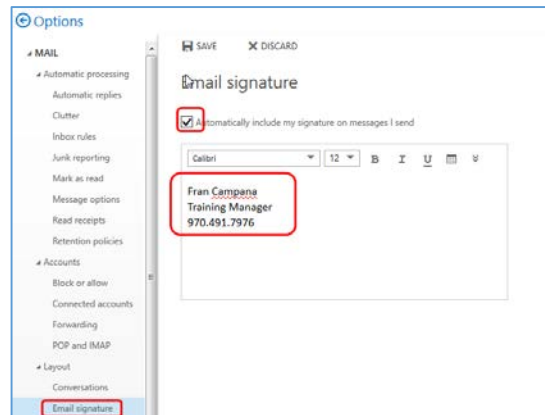 Options
MAIL
Automatic processing
Automatic replies
Clutter
Inbox rules
Junk reporting
Mark as read
Message options
Read receipts
Retention policies
Accounts
Block or allow
Connected accounts
Forwarding
POP and IMAP
Layout
Conversations
Email signature
SAVE DISCARD
Email signature
Automatically include my signature on messages I send
Calibri 12 B I U
Fran Campana
Training Manager
970.491.7976